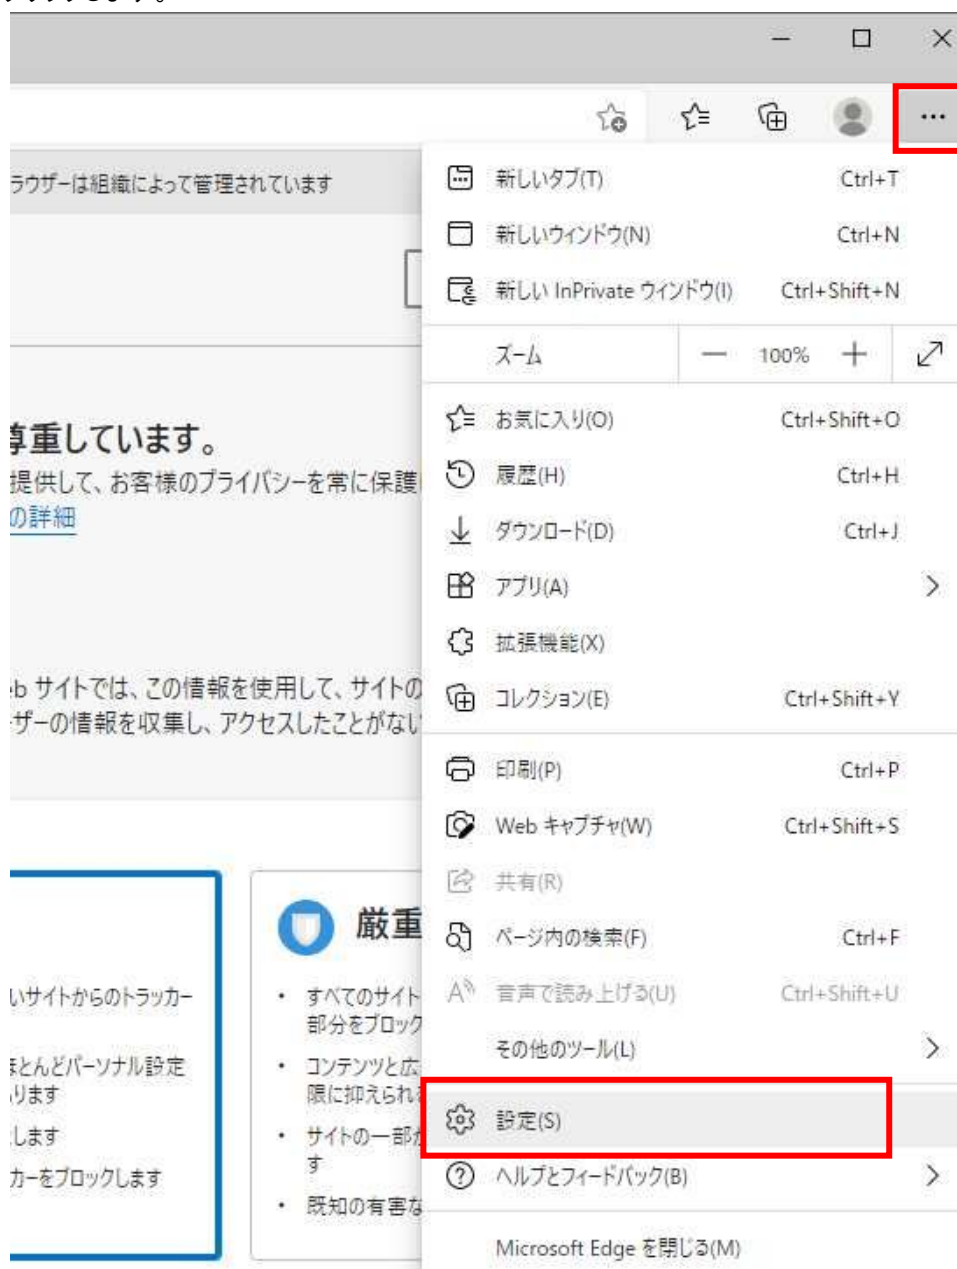 クリックします。
ラウザーは組織によって管理されています
尊重しています。
提供して、お客様のプライバシーを常に保護
の詳細
eb サイトでは、この情報を使用して、サイトの
ーザーの情報を収集し、アクセスしたことがない
いサイトからのトラッカー
ほとんどパーソナル設定
ります
します
カーをブロックします
厳重
• すべてのサイト
部分をブロック
• コンテンツと広
限に抑えられ
• サイトの一部
す
• 既知の有害な
新しいタブ(T) Ctrl+T
新しいウィンドウ(N) Ctrl+N
新しい InPrivate ウィンドウ(I) Ctrl+Shift+N
ズーム — 100% +
お気に入り(O) Ctrl+Shift+O
履歴(H) Ctrl+H
ダウンロード(D) Ctrl+J
アプリ(A)
拡張機能(X)
コレクション(E) Ctrl+Shift+Y
印刷(P) Ctrl+P
Web キャプチャ(W) Ctrl+Shift+S
共有(R)
ページ内の検索(F) Ctrl+F
音声で読み上げる(U) Ctrl+Shift+U
その他のツール(L)
設定(S)
ヘルプとフィードバック(B)
Microsoft Edge を閉じる(M)